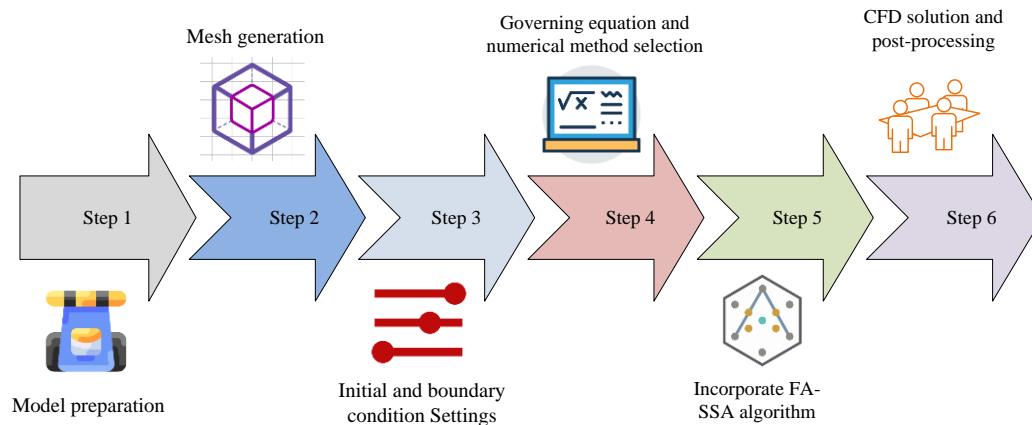 Mesh generation
Governing equation and
numerical method selection
CFD solution and
post-processing
Step 1
Step 2
Step 3
Step 4
Step 5
Step 6
Model preparation
Initial and boundary
condition Settings
Incorporate FA-
SSA algorithm